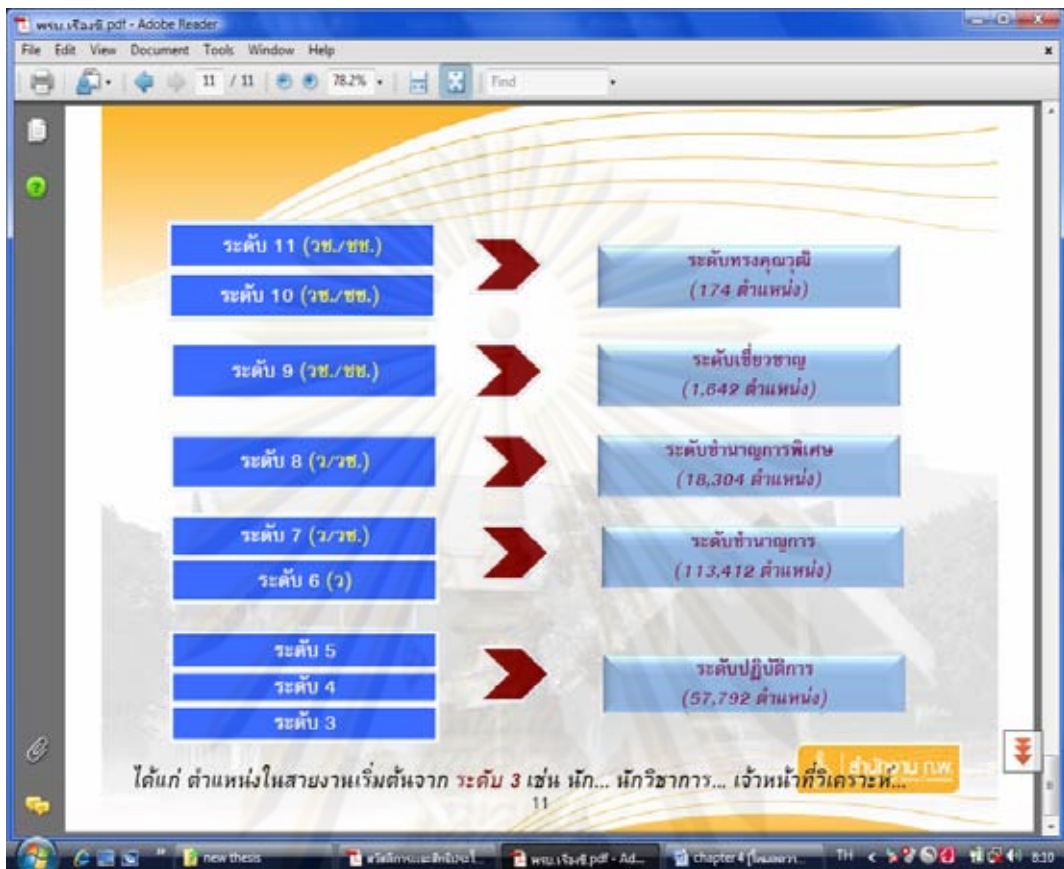 พรบ.เรืองชิ.pdf - Adobe Reader
File Edit View Document Tools Window Help
11 / 11 78.2% Find
ระดับ 11 (วช./ชช.)
ระดับ 10 (วช./ชช.)
ระดับทรงคุณวุฒิ
(174 ตำแหน่ง)
ระดับ 9 (วช./ชช.)
ระดับเชี่ยวชาญ
(1,642 ตำแหน่ง)
ระดับ 8 (ว/วช.)
ระดับชำนาญการพิเศษ
(18,304 ตำแหน่ง)
ระดับ 7 (ว/วช.)
ระดับ 6 (ว)
ระดับชำนาญการ
(113,412 ตำแหน่ง)
ระดับ 5
ระดับ 4
ระดับ 3
ระดับปฏิบัติการ
(57,792 ตำแหน่ง)
สำนักงาน ก.พ.
ได้แก่ ตำแหน่งในสายงานเริ่มต้นจาก ระดับ 3 เช่น นัก... นักวิชาการ... เจ้าหน้าที่วิเคราะห์...
11
new thesis
chapter 4
TH
8:10